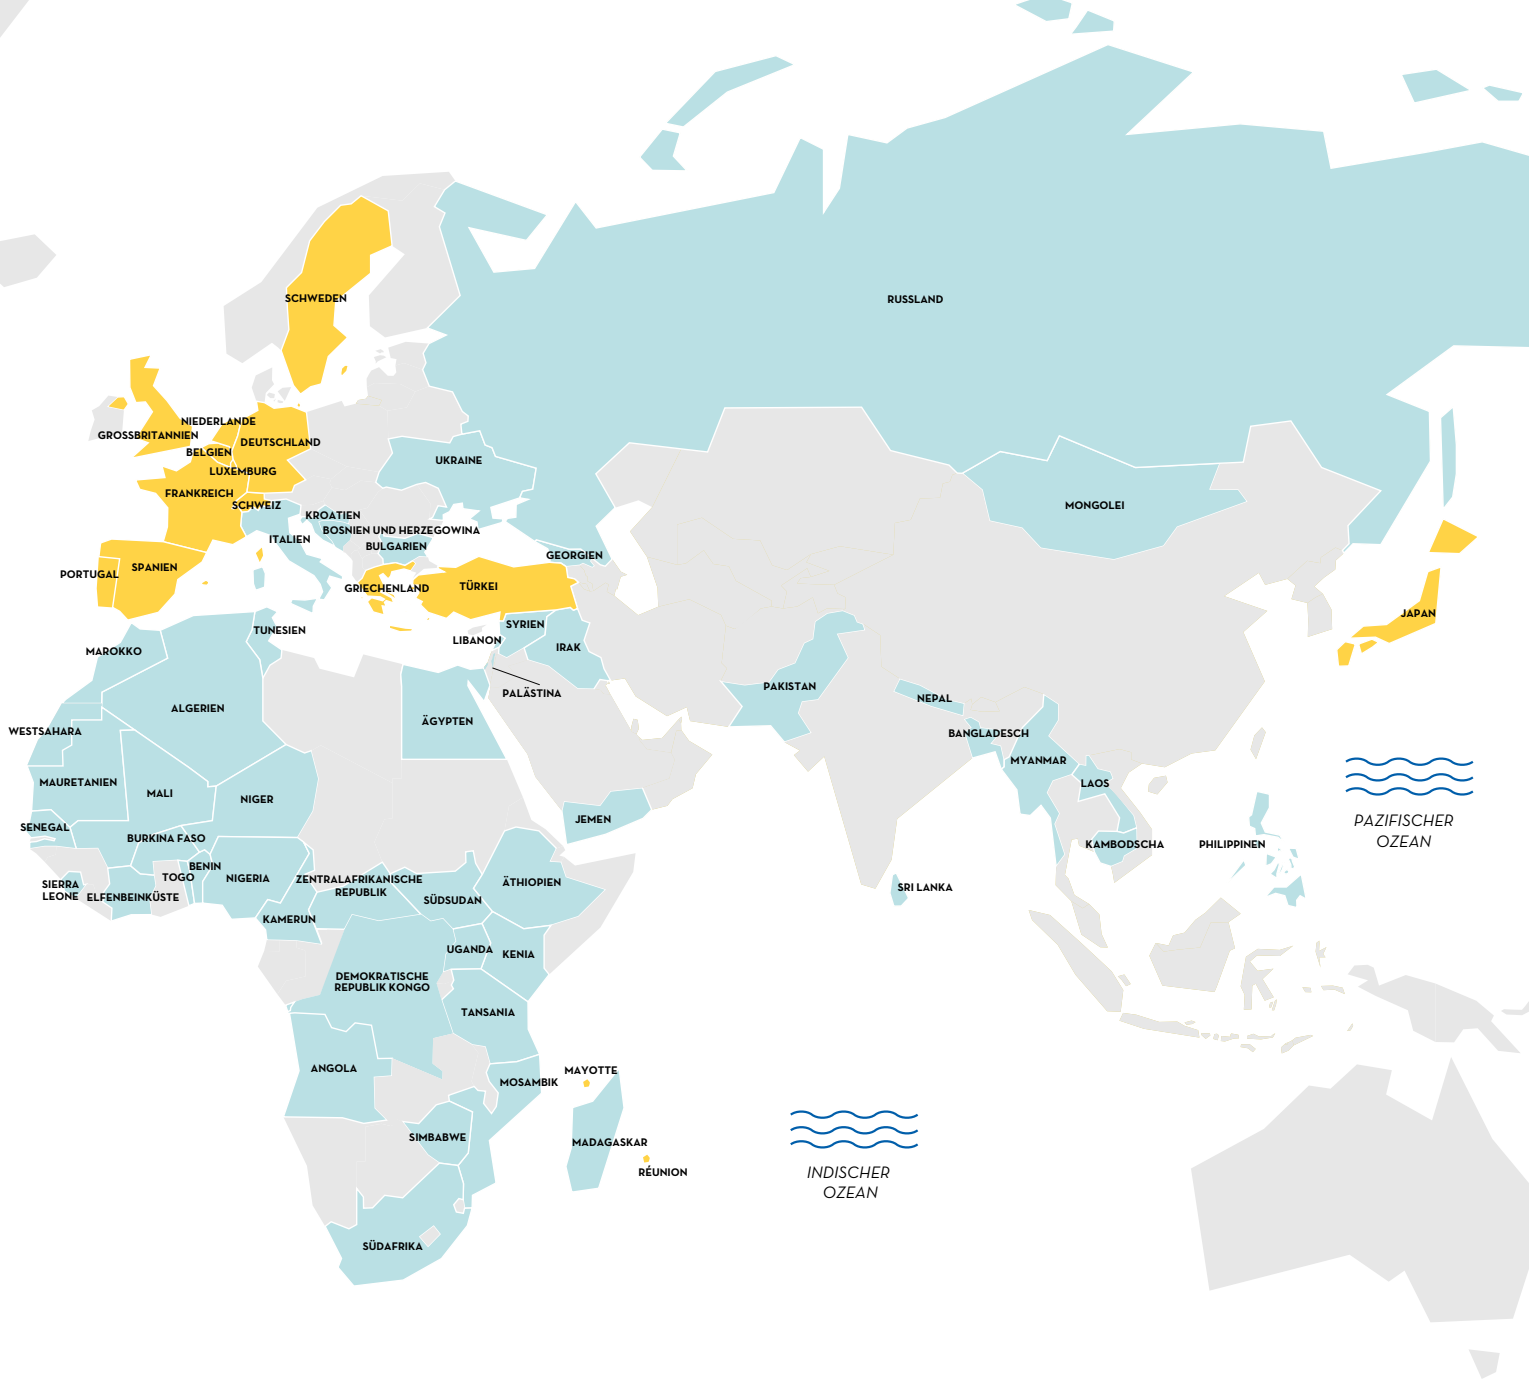 SCHWEDEN
RUSSLAND
NIEDERLANDE
GROSSBRITANNIEN
DEUTSCHLAND
BELGIEN
LUXEMBURG
UKRAINE
FRANKREICH
SCHWEIZ
MONGOLEI
KROATIEN
BOSNIEN UND HERZEGOWINA
ITALIEN
BULGARIEN
GEORGIEN
SPANIEN
PORTUGAL
GRIECHENLAND
TÜRKEI
JAPAN
TUNESIEN
SYRIEN
LIBANON
IRAK
MAROKKO
PALÄSTINA
PAKISTAN
NEPAL
ALGERIEN
ÄGYPTEN
WESTSAHARA
BANGLADESCH
MYANMAR
MAURETANIEN
MALI
NIGER
LAOS
JEMEN
PAZIFISCHER
OZEAN
SENEGAL
BURKINA FASO
KAMBODSCHA
PHILIPPINEN
BENIN
TOGO
NIGERIA
ZENTRALAFRIKANISCHE
REPUBLIK
ÄTHIOPIEN
SIERRA
LEONE
ELFENBEINKÜSTE
SÜDSUDAN
SRI LANKA
KAMERUN
UGANDA
KENIA
DEMOKRATISCHE
REPUBLIK KONGO
TANSANIA
ANGOLA
MOSAMBIK
MAYOTTE
SIMBABWE
MADAGASKAR
RÉUNION
INDISCHER
OZEAN
SÜDAFRIKA